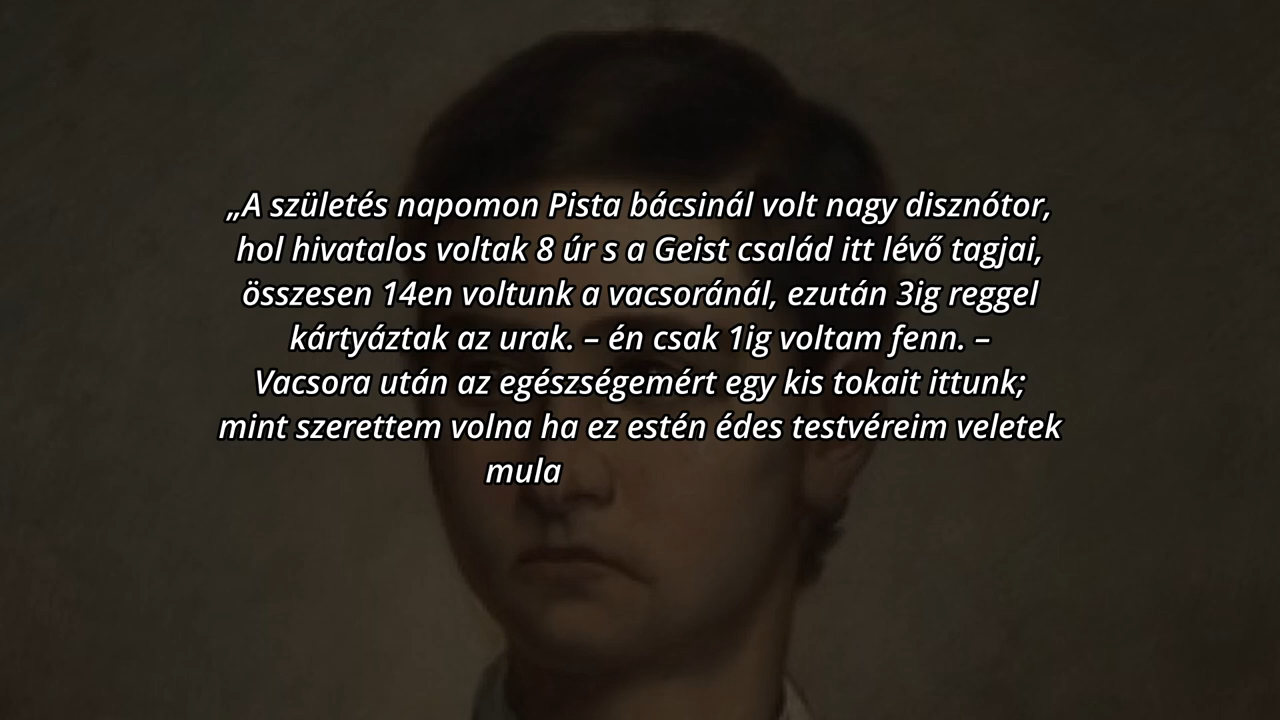 „A születés napomon Pista bácsinál volt nagy disznótor,
hol hivatalos voltak 8 úr s a Geist család itt lévő tagjai,
összesen 14en voltunk a vacsoránál, ezután 3ig reggel
kártyáztak az urak. – én csak 1ig voltam fenn. –
Vacsora után az egészségemért egy kis tokait ittunk;
mint szerettem volna ha ez estén édes testvéreim veletek
mula